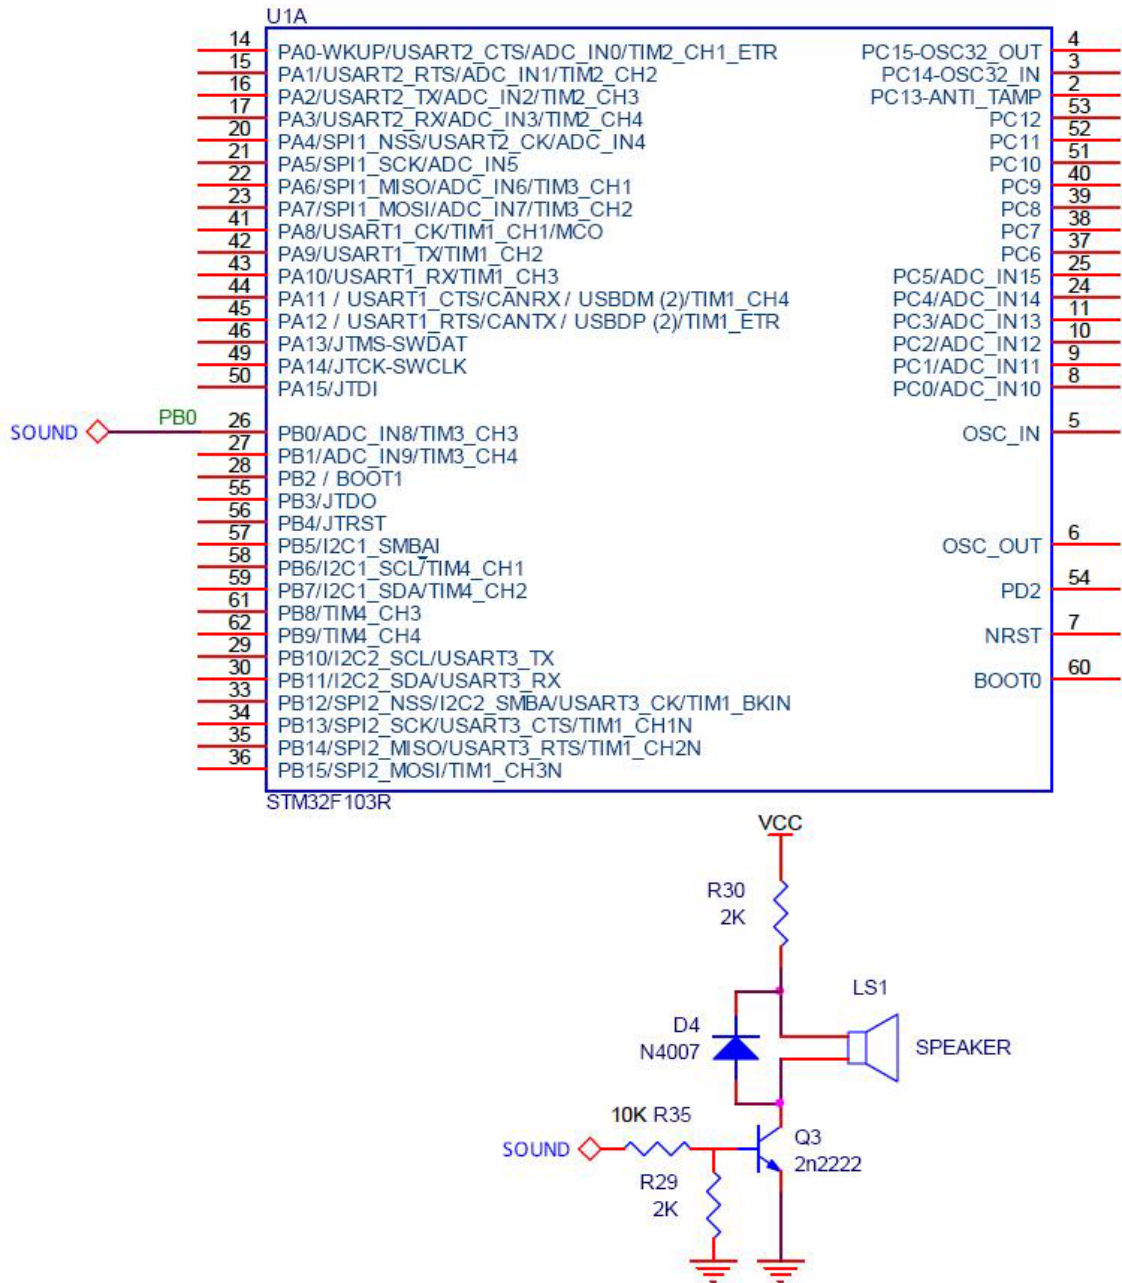 U1A
14 PA0-WKUP/USART2_CTS/ADC_IN0/TIM2_CH1_ETR PC15-OSC32_OUT 4
15 PA1/USART2_RTS/ADC_IN1/TIM2_CH2 PC14-OSC32_IN 3
16 PA2/USART2_TX/ADC_IN2/TIM2_CH3 PC13-ANTI_TAMP 2
17 PA3/USART2_RX/ADC_IN3/TIM2_CH4 PC12 53
20 PA4/SPI1_NSS/USART2_CK/ADC_IN4 PC11 52
21 PA5/SPI1_SCK/ADC_IN5 PC10 51
22 PA6/SPI1_MISO/ADC_IN6/TIM3_CH1 PC9 40
23 PA7/SPI1_MOSI/ADC_IN7/TIM3_CH2 PC8 39
41 PA8/USART1_CK/TIM1_CH1/MCO PC7 38
42 PA9/USART1_TX/TIM1_CH2 PC6 37
43 PA10/USART1_RX/TIM1_CH3 PC5/ADC_IN15 25
44 PA11 / USART1_CTS/CANRX / USBDM (2)/TIM1_CH4 PC4/ADC_IN14 24
45 PA12 / USART1_RTS/CANTX / USBDP (2)/TIM1_ETR PC3/ADC_IN13 11
46 PA13/JTMS-SWDAT PC2/ADC_IN12 10
49 PA14/JTCK-SWCLK PC1/ADC_IN11 9
50 PA15/JTDI PC0/ADC_IN10 8
SOUND PB0 26 PB0/ADC_IN8/TIM3_CH3 OSC_IN 5
27 PB1/ADC_IN9/TIM3_CH4
28 PB2 / BOOT1
55 PB3/JTDO
56 PB4/JTRST
57 PB5/I2C1_SMBAI OSC_OUT 6
58 PB6/I2C1_SCL/TIM4_CH1
59 PB7/I2C1_SDA/TIM4_CH2 PD2 54
61 PB8/TIM4_CH3
62 PB9/TIM4_CH4 NRST 7
29 PB10/I2C2_SCL/USART3_TX
30 PB11/I2C2_SDA/USART3_RX BOOT0 60
33 PB12/SPI2_NSS/I2C2_SMBA/USART3_CK/TIM1_BKIN
34 PB13/SPI2_SCK/USART3_CTS/TIM1_CH1N
35 PB14/SPI2_MISO/USART3_RTS/TIM1_CH2N
36 PB15/SPI2_MOSI/TIM1_CH3N
STM32F103R
VCC
R30
2K
LS1
D4
N4007
SPEAKER
10K R35
SOUND
Q3
2n2222
R29
2K